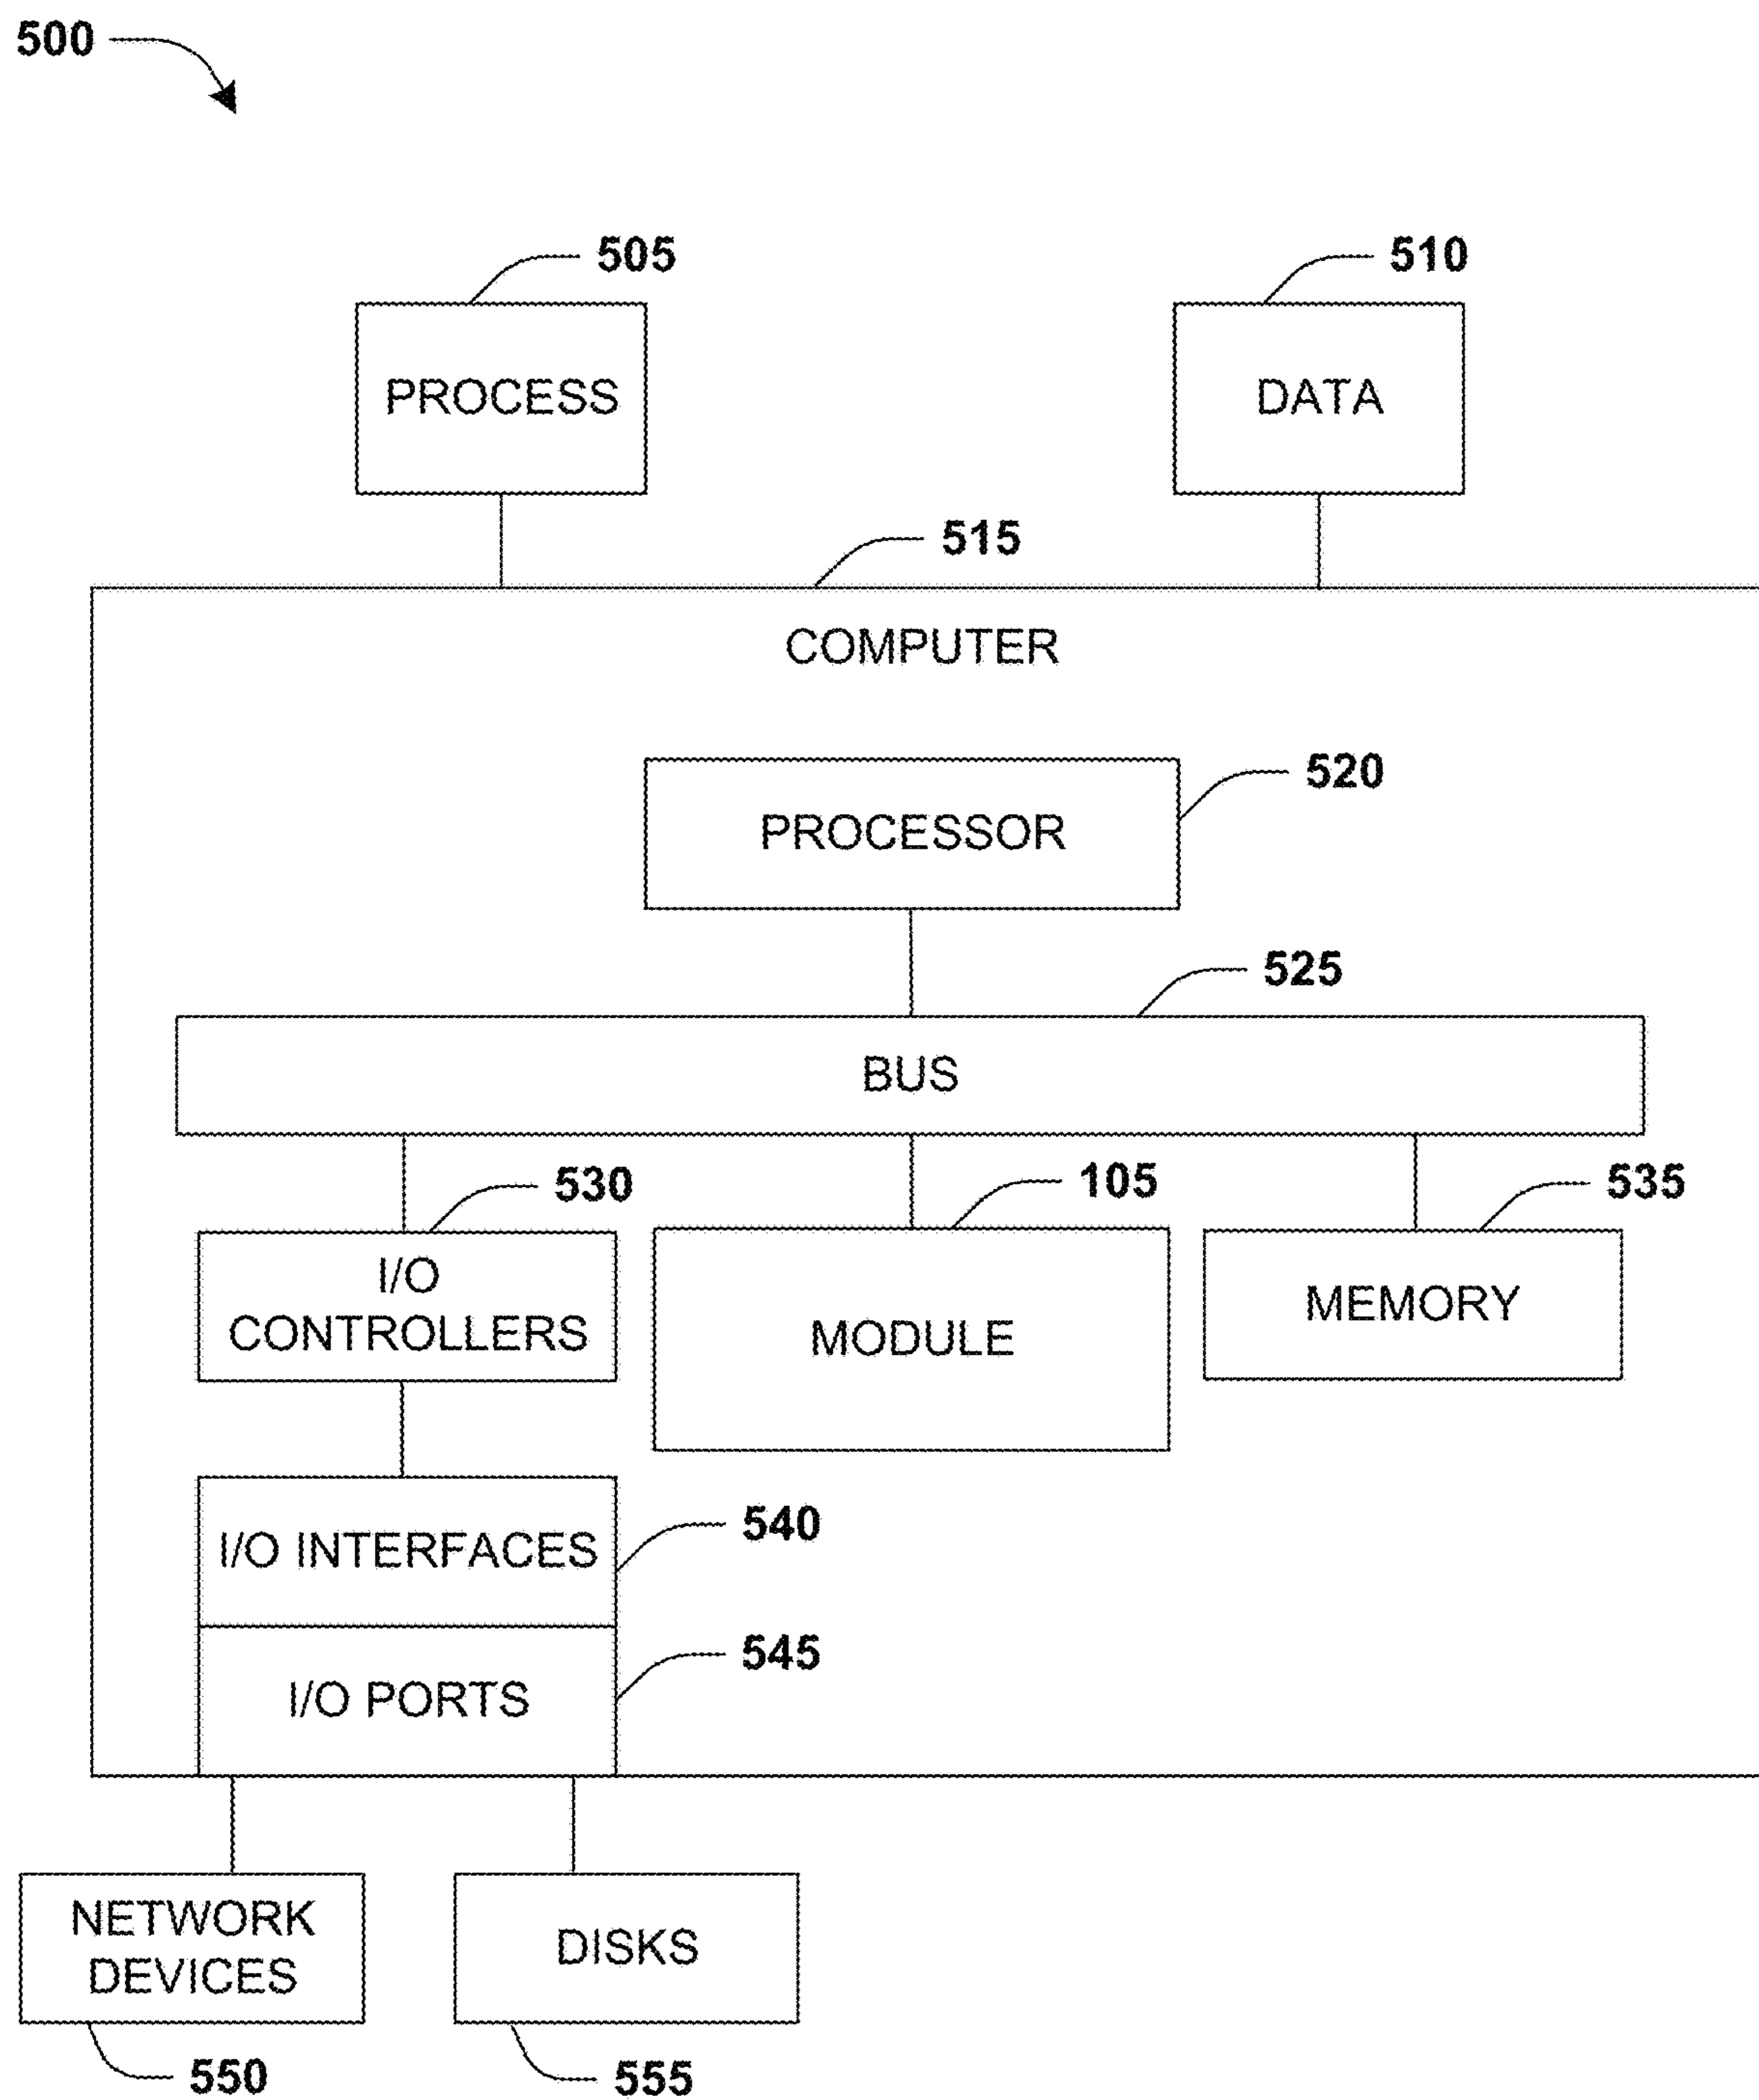 500
505
510
PROCESS
DATA
515
COMPUTER
520
PROCESSOR
525
BUS
530
105
535
I/O
CONTROLLERS
MODULE
MEMORY
540
I/O INTERFACES
545
I/O PORTS
NETWORK
DEVICES
DISKS
550
555